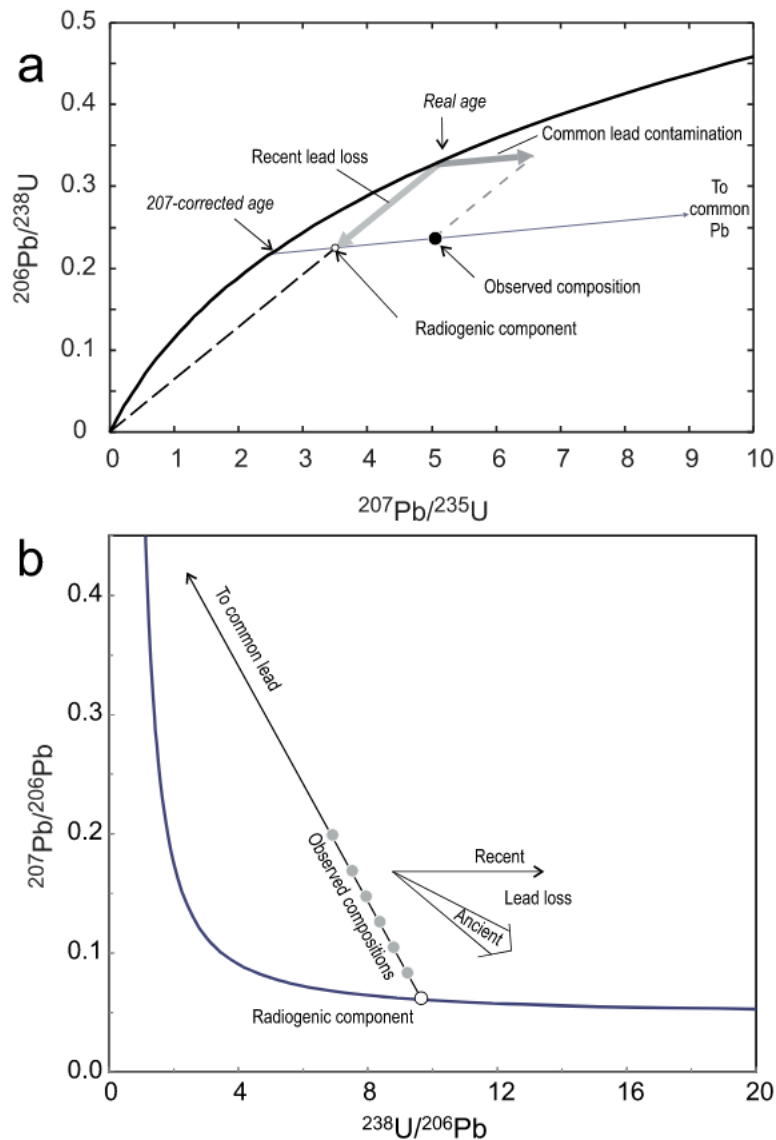 a
0.5
0.4
0.3
0.2
0.1
0
²⁰⁶Pb/²³⁸U
Real age
Common lead contamination
Recent lead loss
207-corrected age
To
common
Pb
Observed composition
Radiogenic component
0 1 2 3 4 5 6 7 8 9 10
²⁰⁷Pb/²³⁵U
b
0.4
0.3
0.2
0.1
0.0
²⁰⁷Pb/²⁰⁶Pb
To common lead
Observed compositions
Recent
Lead loss
Ancient
Radiogenic component
0 4 8 12 16 20
²³⁸U/²⁰⁶Pb